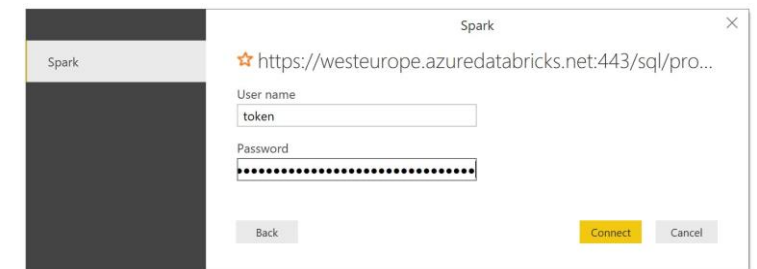 Spark
Spark
https://westeurope.azuredatabricks.net:443/sql/pro...
User name
token
Password
Back
Connect
Cancel